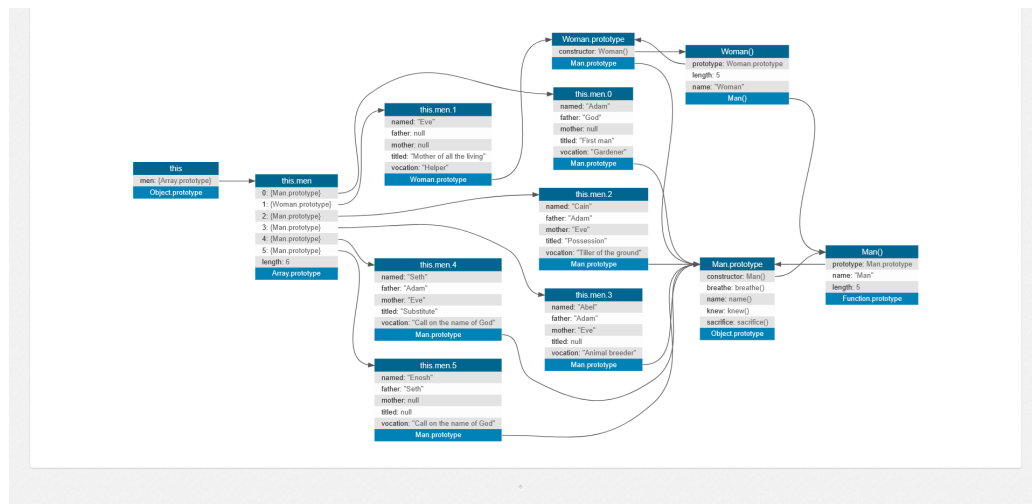 Woman.prototype
constructor: Woman()
Man.prototype
Woman()
prototype: Woman.prototype
length: 5
name: "Woman"
Man()
this.men.0
named: "Adam"
father: "God"
mother: null
titled: "First man"
vocation: "Gardener"
Man.prototype
this.men.1
named: "Eve"
father: null
mother: null
titled: "Mother of all the living"
vocation: "Helper"
Woman.prototype
this
men: {Array.prototype}
Object.prototype
this.men
0: {Man.prototype}
1: {Woman.prototype}
2: {Man.prototype}
3: {Man.prototype}
4: {Man.prototype}
5: {Man.prototype}
length: 6
Array.prototype
this.men.2
named: "Cain"
father: "Adam"
mother: "Eve"
titled: "Possession"
vocation: "Tiller of the ground"
Man.prototype
this.men.4
named: "Seth"
father: "Adam"
mother: "Eve"
titled: "Substitute"
vocation: "Call on the name of God"
Man.prototype
this.men.3
named: "Abel"
father: "Adam"
mother: "Eve"
titled: null
vocation: "Animal breeder"
Man.prototype
Man.prototype
constructor: Man()
breathe: breathe()
name: name()
knew: knew()
sacrifice: sacrifice()
Object.prototype
Man()
prototype: Man.prototype
name: "Man"
length: 5
Function.prototype
this.men.5
named: "Enosh"
father: "Seth"
mother: null
titled: null
vocation: "Call on the name of God"
Man.prototype